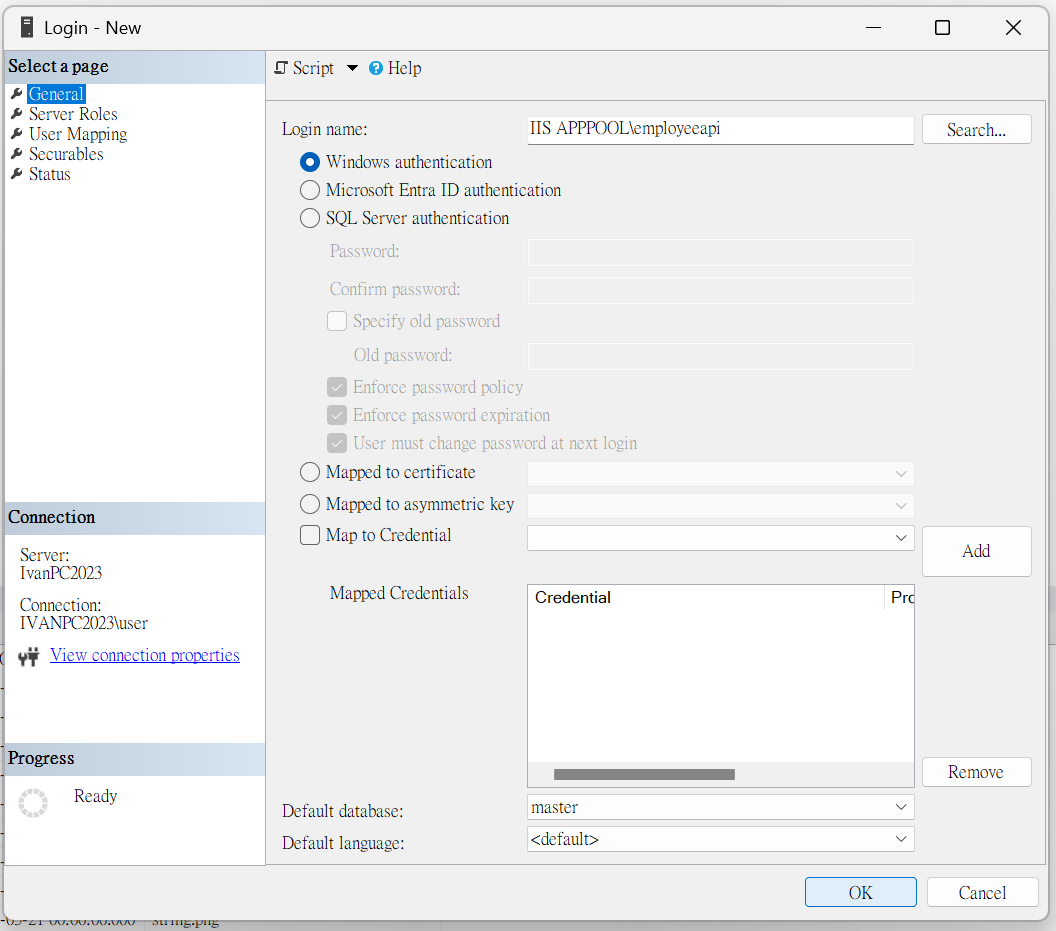 Login - New
Select a page
General
Server Roles
User Mapping
Securables
Status
Connection
Server:
IvanPC2023
Connection:
IVANPC2023\user
View connection properties
Progress
Ready
Script
Help
Login name:
IIS APPPOOL\employeeapi
Search...
Windows authentication
Microsoft Entra ID authentication
SQL Server authentication
Password:
Confirm password:
Specify old password
Old password:
Enforce password policy
Enforce password expiration
User must change password at next login
Mapped to certificate
Mapped to asymmetric key
Map to Credential
Add
Mapped Credentials
Credential
Pro
Remove
Default database:
master
Default language:
<default>
OK
Cancel
string.png